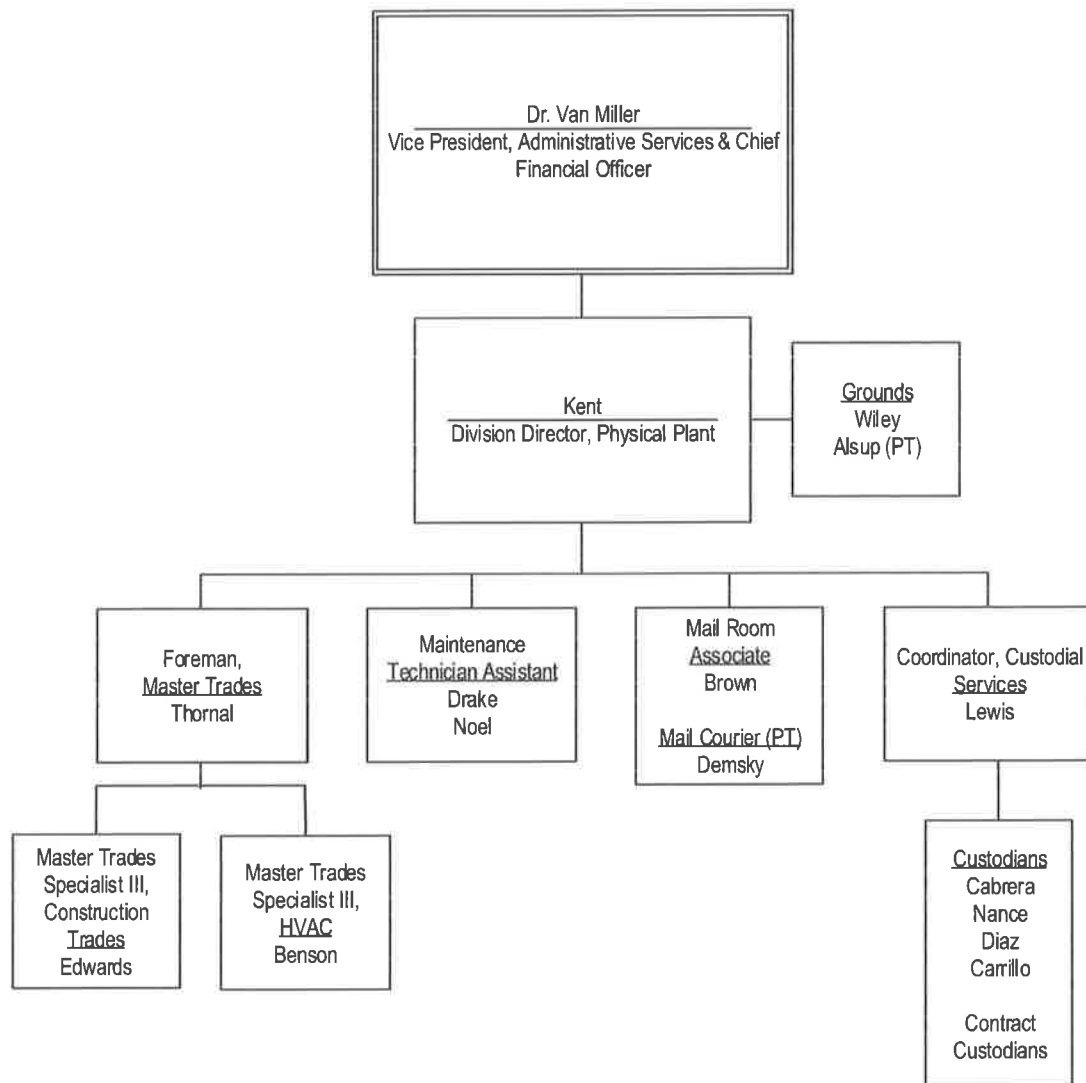 Dr. Van Miller
Vice President, Administrative Services & Chief
Financial Officer
Kent
Division Director, Physical Plant
Grounds
Wiley
Alsup (PT)
Foreman,
Master Trades
Thornal
Maintenance
Technician Assistant
Drake
Noel
Mail Room
Associate
Brown
Mail Courier (PT)
Demsky
Coordinator, Custodial
Services
Lewis
Master Trades
Specialist III,
Construction
Trades
Edwards
Master Trades
Specialist III,
HVAC
Benson
Custodians
Cabrera
Nance
Diaz
Carrillo
Contract
Custodians